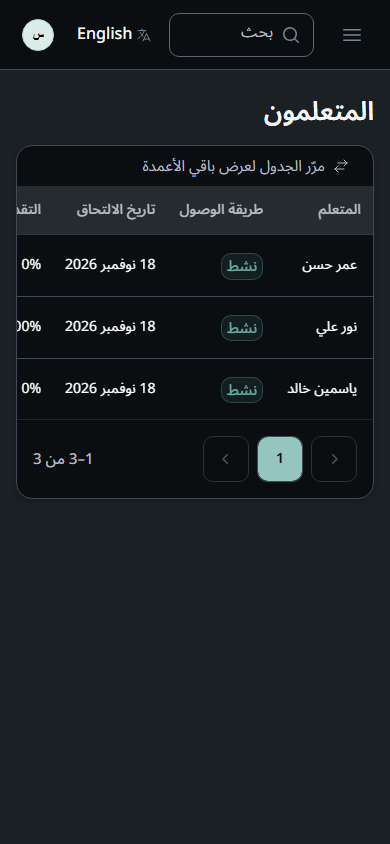 بحث
English
س
المتعلمون
مرّر الجدول لعرض باقي الأعمدة
المتعلم طريقة الوصول تاريخ الالتحاق
عمر حسن نشط 18 نوفمبر 2026 0%
نور علي نشط 18 نوفمبر 2026
ياسمين خالد نشط 18 نوفمبر 2026 0%
1
1–3 من 3